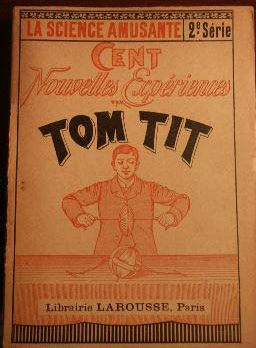 LA SCIENCE AMUSANTE 2e Série
CENT
Nouvelles Expériences
PAR
TOM TIT
Librairie LAROUSSE, Paris